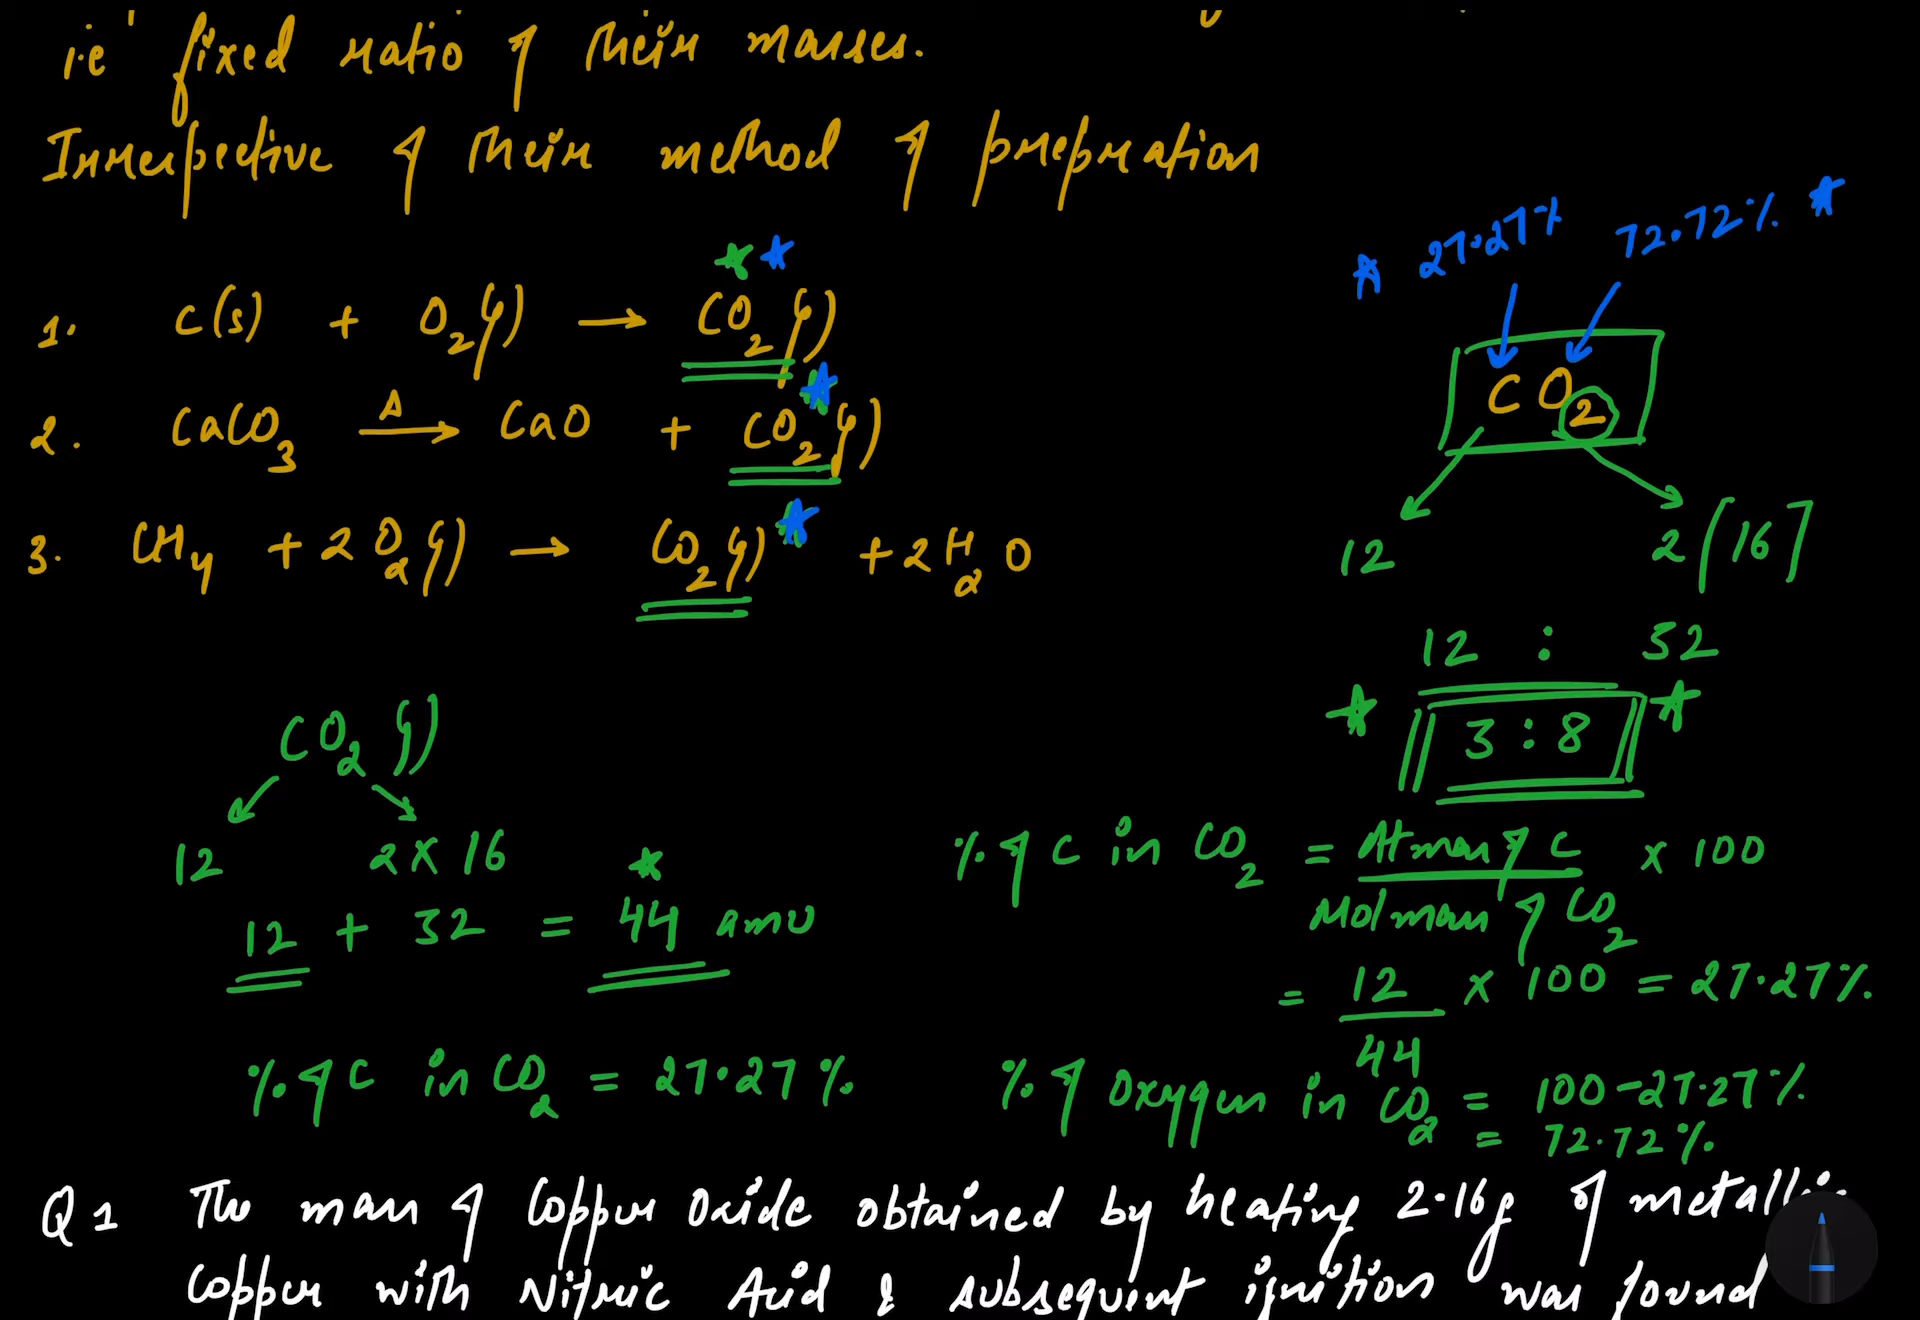 i.e fixed ratio of their masses.
Irrespective of their method of prepration
1. C(s) + O2(g) → CO2(g)
2. CaCO3 —Δ→ CaO + CO2(g)
3. CH4 + 2O2(g) → CO2(g) + 2H2O
27.27% 72.72%
CO2
12 2[16]
12 : 32
3 : 8
CO2(g)
12 2×16
12 + 32 = 44 amu
% of C in CO2 = 27.27%
% of C in CO2 = At mass of C / Mol mass of CO2 × 100
= 12/44 × 100 = 27.27%
% of Oxygen in CO2 = 100-27.27%
= 72.72%
Q1 The mass of Copper Oxide obtained by heating 2.16g of metallic
Copper with Nitric Acid & subsequent ignition was found